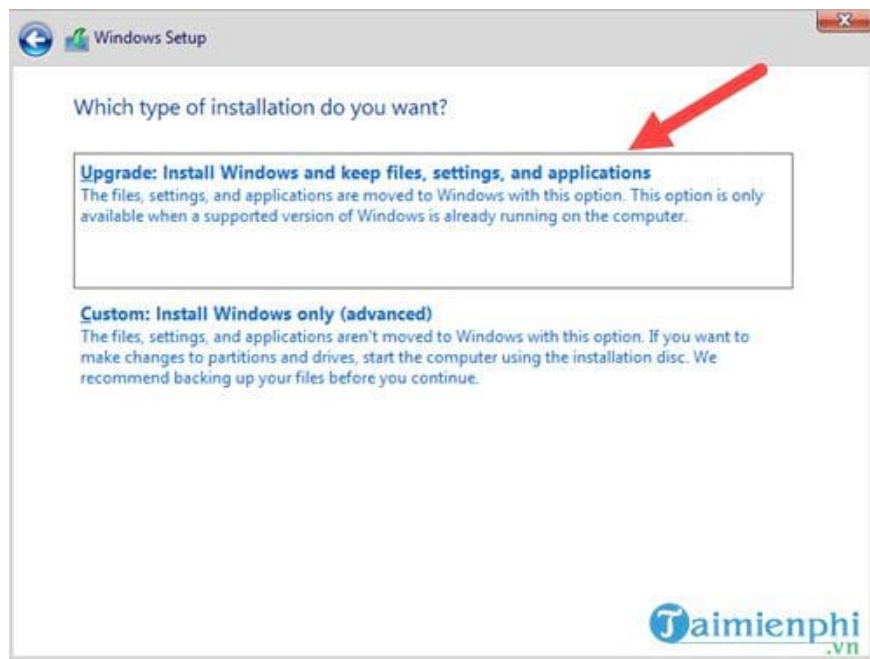 Windows Setup
Which type of installation do you want?
Upgrade: Install Windows and keep files, settings, and applications
The files, settings, and applications are moved to Windows with this option. This option is only
available when a supported version of Windows is already running on the computer.
Custom: Install Windows only (advanced)
The files, settings, and applications aren't moved to Windows with this option. If you want to
make changes to partitions and drives, start the computer using the installation disc. We
recommend backing up your files before you continue.
Taimienphi
.vn